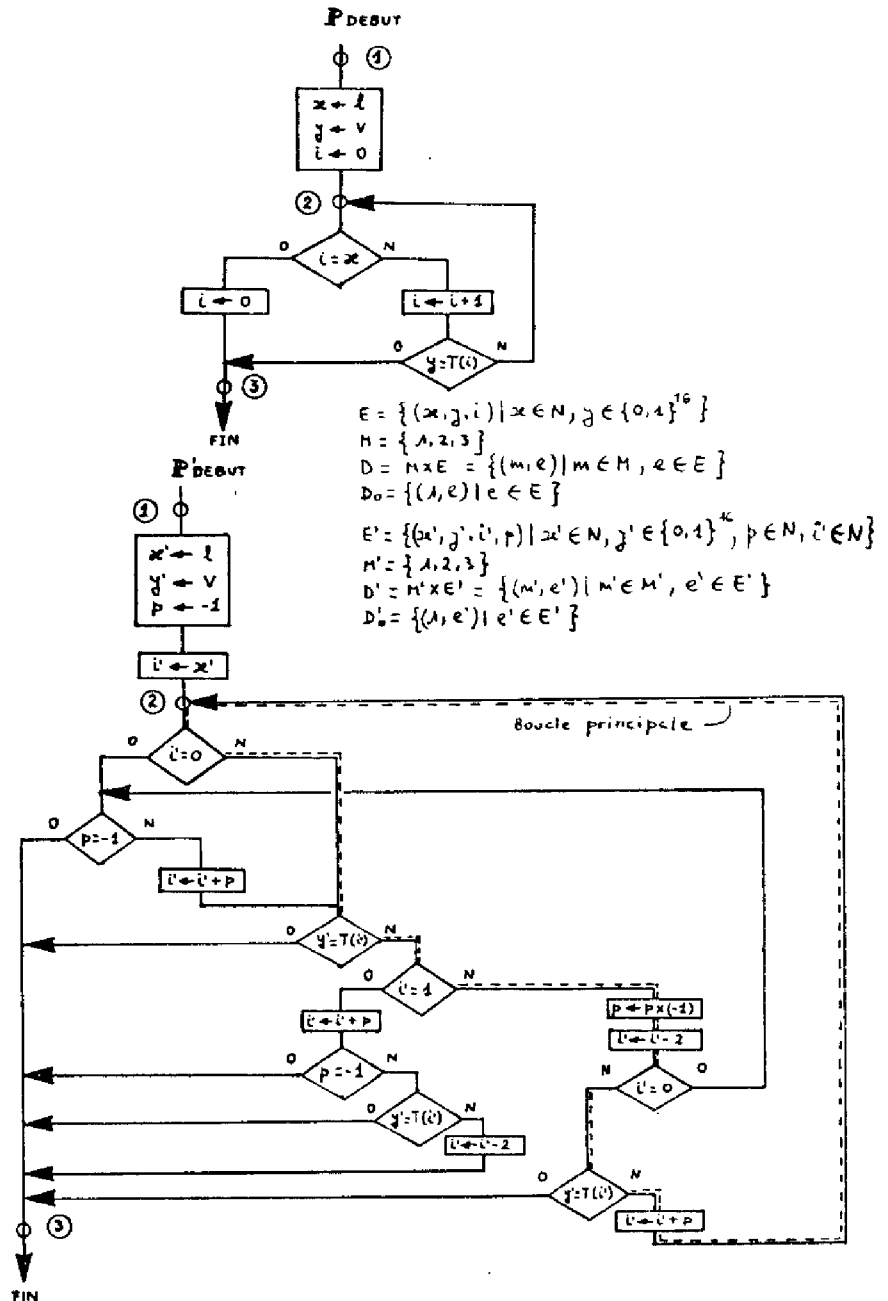 P DEBUT
①
x ← l
y ← v
i ← 0
②
O
N
i = x
i ← 0
i ← i+1
O
N
y=T(i)
③
FIN
E = {(x, y, i) | x ∈ N, y ∈ {0,1}^16}
M = {1, 2, 3}
D = M×E = {(m, e) | m ∈ M, e ∈ E}
D₀ = {(1, e) | e ∈ E}
P' DEBUT
①
E' = {(x', y', i', p) | x' ∈ N, y' ∈ {0,1}^16, p ∈ N, i' ∈ N}
M' = {1, 2, 3}
D' = M'×E' = {(m', e') | m' ∈ M', e' ∈ E'}
D'₀ = {(1, e') | e' ∈ E'}
x' ← l
y' ← v
p ← -1
i' ← x'
②
Boucle principale
O
N
i'=0
O
N
p=-1
i' ← i'+p
O
N
y'=T(i')
O
N
i'=1
p ← p×(-1)
i' ← i'+p
i' ← i'-2
O
N
p=-1
N
O
i'=0
O
N
y'=T(i')
i' ← i'-2
O
N
y'=T(i')
i' ← i'+p
③
FIN